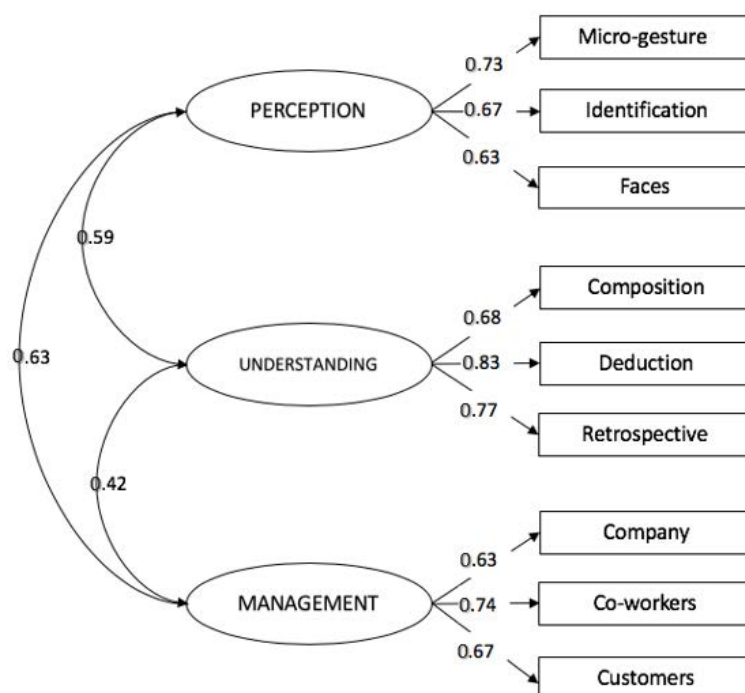 Micro-gesture
0.73
PERCEPTION
0.67
Identification
0.63
Faces
0.59
Composition
0.68
UNDERSTANDING
0.83
Deduction
0.63
0.77
Retrospective
0.42
Company
0.63
MANAGEMENT
0.74
Co-workers
0.67
Customers